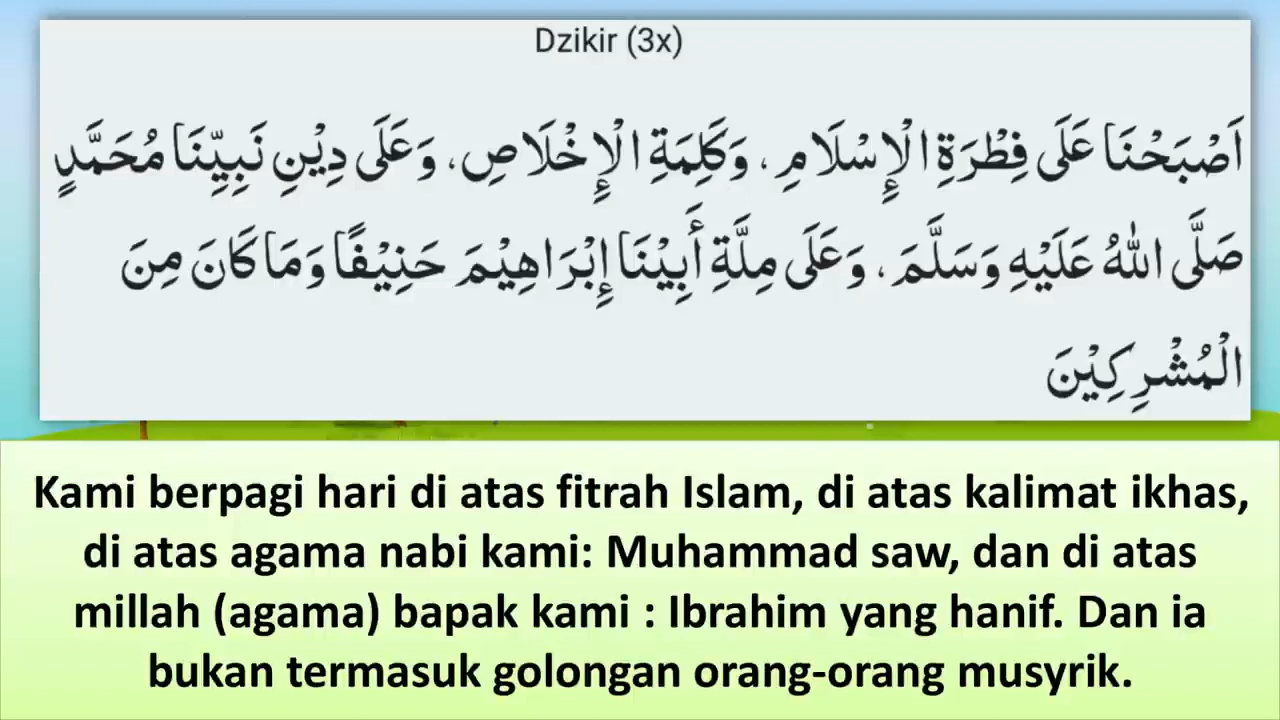 Dzikir (3x)
اَصْبَحْنَا عَلَى فِطْرَةِ الْإِسْلَامِ، وَكَلِمَةِ الْإِخْلَاصِ، وَعَلَى دِيْنِ نَبِيِّنَا مُحَمَّدٍ
صَلَّى اللهُ عَلَيْهِ وَسَلَّمَ، وَعَلَى مِلَّةِ أَبِيْنَا إِبْرَاهِيْمَ حَنِيْفًا وَمَا كَانَ مِنَ
الْمُشْرِكِيْنَ
Kami berpagi hari di atas fitrah Islam, di atas kalimat ikhas,
di atas agama nabi kami: Muhammad saw, dan di atas
millah (agama) bapak kami : Ibrahim yang hanif. Dan ia
bukan termasuk golongan orang-orang musyrik.